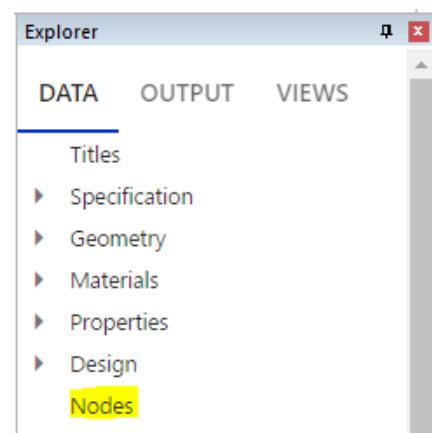 Explorer
DATA OUTPUT VIEWS
Titles
Specification
Geometry
Materials
Properties
Design
Nodes